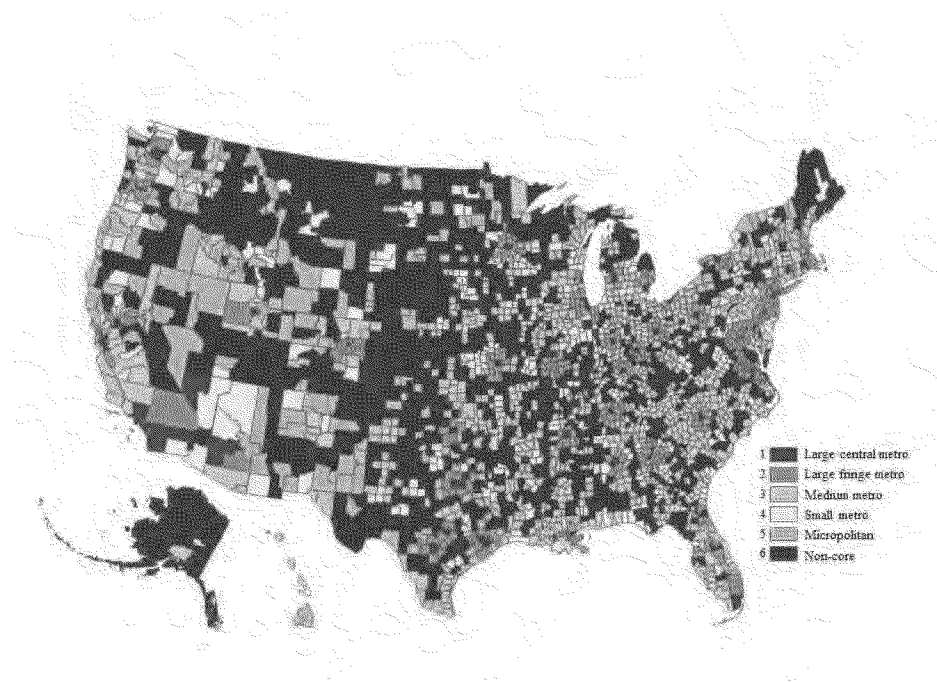 1 Large central metro
2 Large fringe metro
3 Medium metro
4 Small metro
5 Micropolitan
6 Non-core